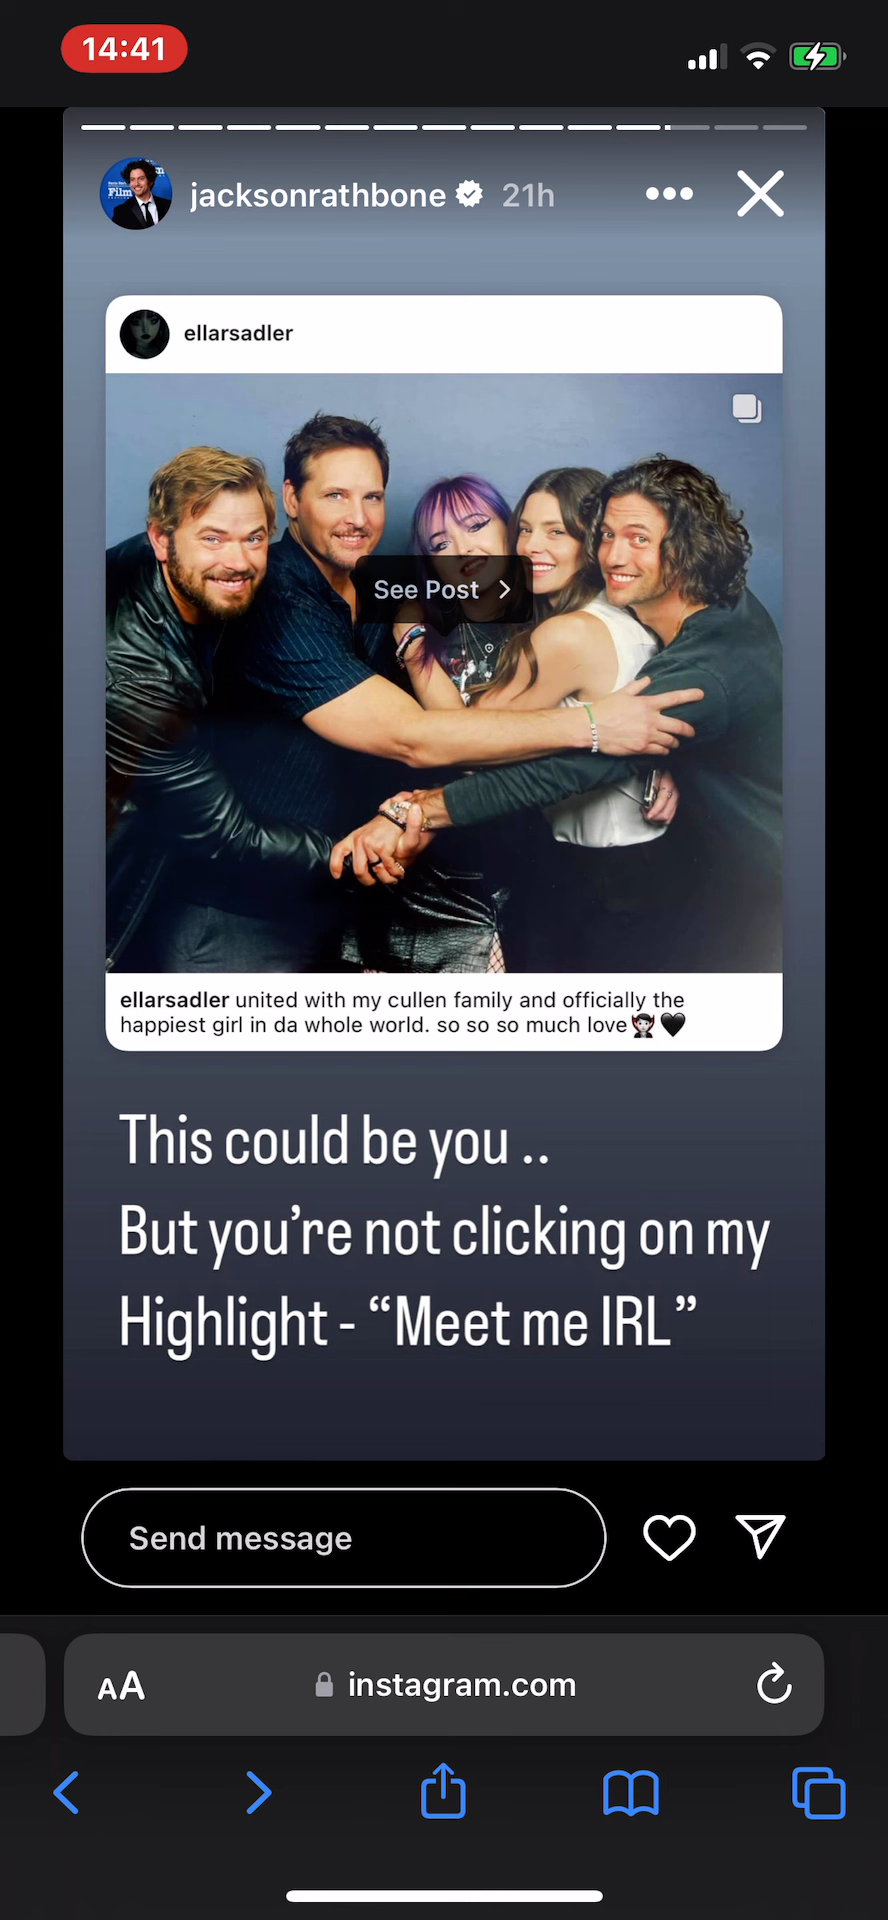 14:41
jacksonrathbone 21h
ellarsadler
See Post
ellarsadler united with my cullen family and officially the
happiest girl in da whole world. so so so much love🧛🏻🖤
This could be you ..
But you’re not clicking on my
Highlight - “Meet me IRL”
Send message
AA instagram.com